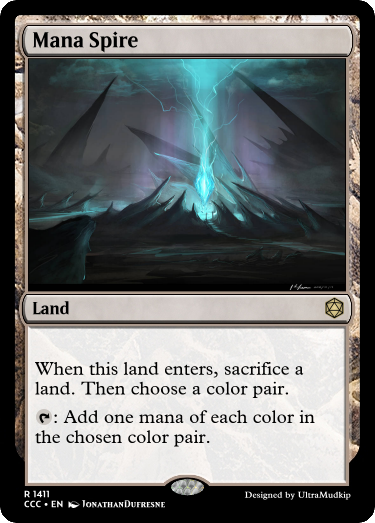 Mana Spire
Land
When this land enters, sacrifice a
land. Then choose a color pair.
: Add one mana of each color in
the chosen color pair.
R 1411
CCC • EN JONATHANDUFRESNE
Designed by UltraMudkip